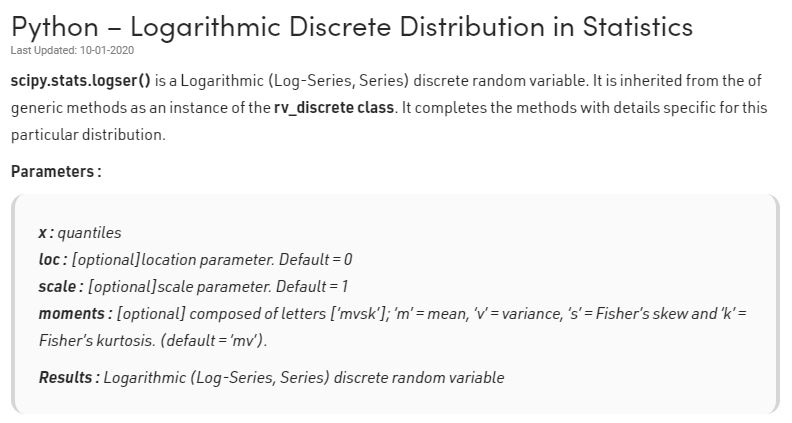 Python – Logarithmic Discrete Distribution in Statistics
Last Updated: 10-01-2020
scipy.stats.logser() is a Logarithmic (Log-Series, Series) discrete random variable. It is inherited from the of
generic methods as an instance of the rv_discrete class. It completes the methods with details specific for this
particular distribution.
Parameters :
x : quantiles
loc : [optional]location parameter. Default = 0
scale : [optional]scale parameter. Default = 1
moments : [optional] composed of letters [‘mvsk’]; ‘m’ = mean, ‘v’ = variance, ‘s’ = Fisher’s skew and ‘k’ =
Fisher’s kurtosis. (default = ‘mv’).
Results : Logarithmic (Log-Series, Series) discrete random variable